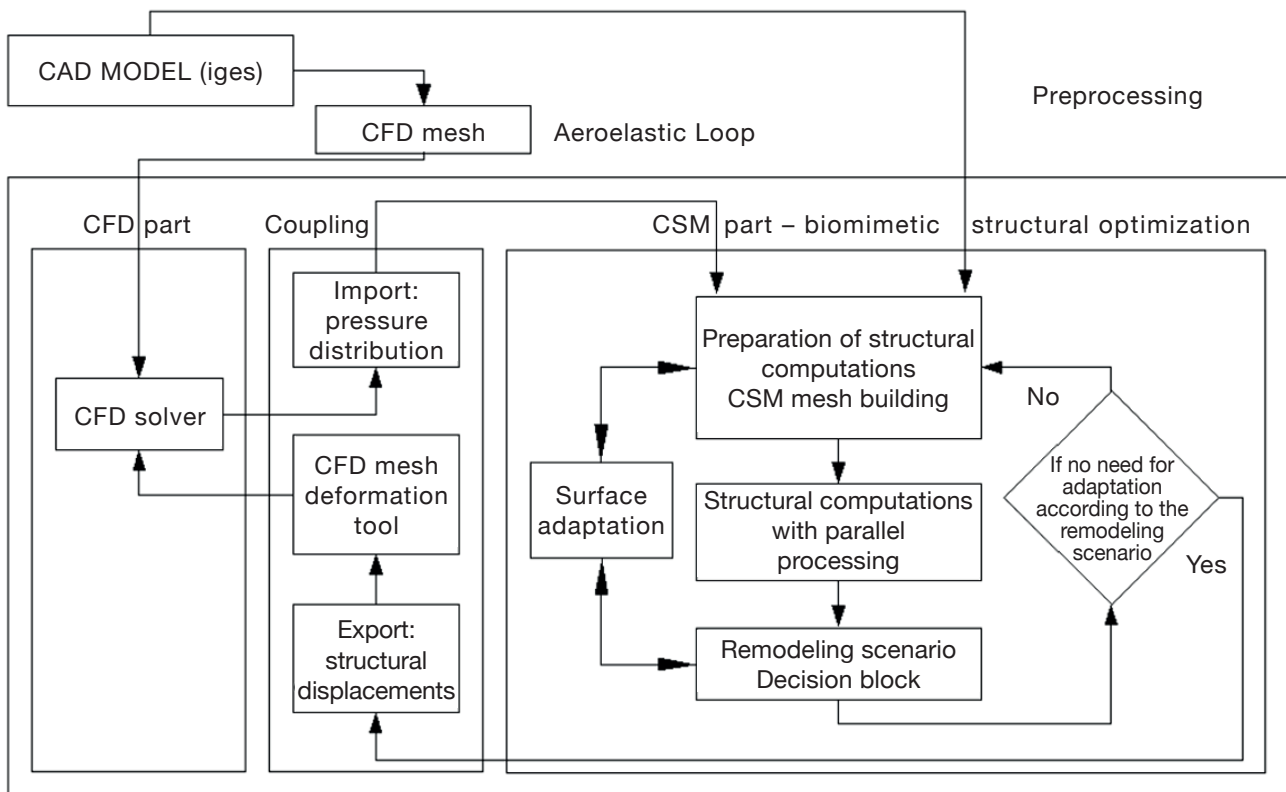 CAD MODEL (iges)
Preprocessing
CFD mesh
Aeroelastic Loop
CFD part
Coupling
CSM part – biomimetic structural optimization
Import:
pressure
distribution
CFD solver
CFD mesh
deformation
tool
Export:
structural
displacements
Surface
adaptation
Preparation of structural
computations
CSM mesh building
Structural computations
with parallel
processing
Remodeling scenario
Decision block
No
If no need for
adaptation
according to the
remodeling
scenario
Yes